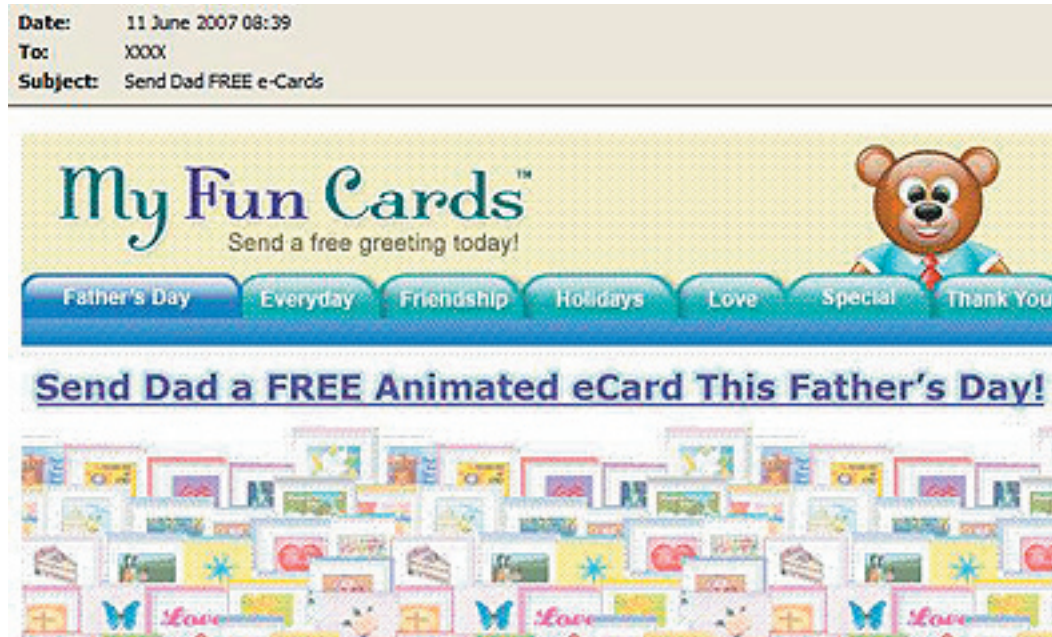 Date: 11 June 2007 08:39
To: XXXX
Subject: Send Dad FREE e-Cards
My Fun Cards™
Send a free greeting today!
Father's Day Everyday Friendship Holidays Love Special Thank You
Send Dad a FREE Animated eCard This Father's Day!
Love Love Love